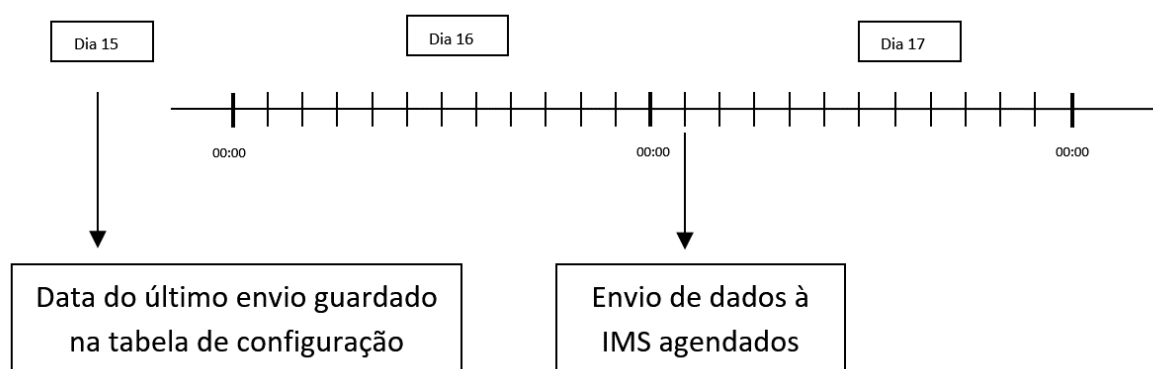 Dia 15
Dia 16
Dia 17
00:00
00:00
00:00
Data do último envio guardado
na tabela de configuração
Envio de dados à
IMS agendados